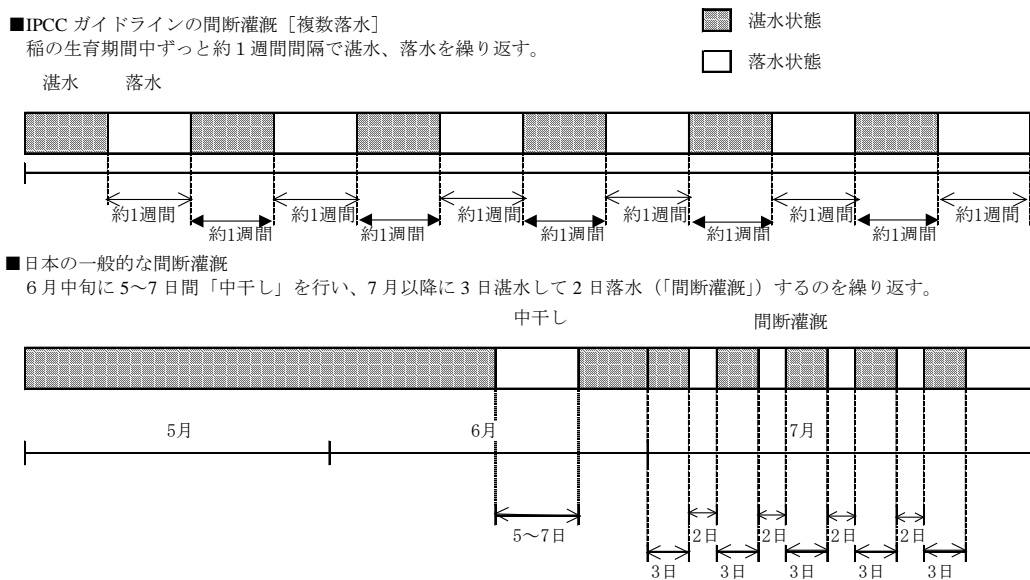 ■IPCC ガイドラインの間断灌漑［複数落水］
稲の生育期間中ずっと約1週間間隔で湛水、落水を繰り返す。
湛水状態
落水状態
湛水 落水
約1週間 約1週間 約1週間 約1週間 約1週間 約1週間
約1週間 約1週間 約1週間 約1週間 約1週間
■日本の一般的な間断灌漑
6月中旬に5～7日間「中干し」を行い、7月以降に3日湛水して2日落水（「間断灌漑」）するのを繰り返す。
中干し 間断灌漑
5月 6月 7月
5～7日 2日 2日 2日 2日
3日 3日 3日 3日 3日